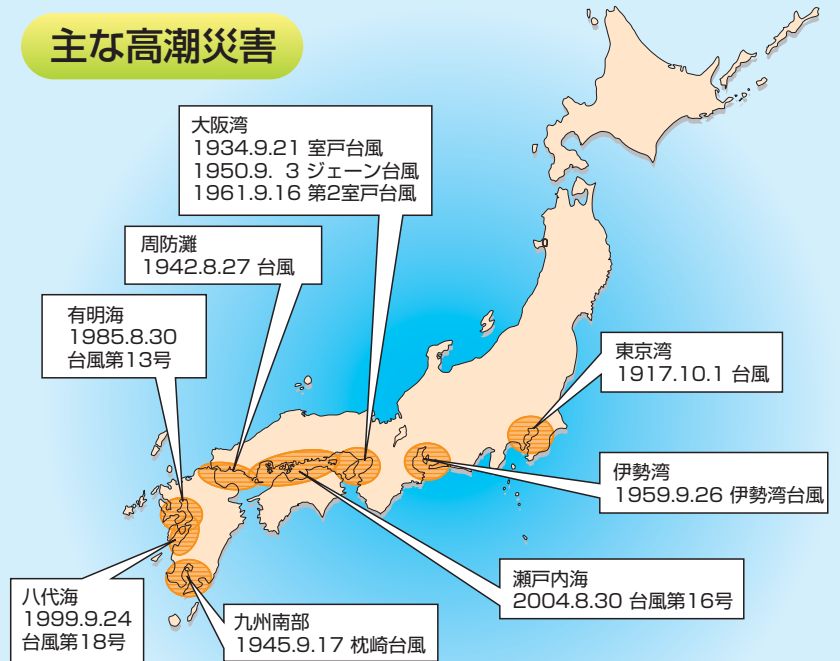 主な高潮災害
大阪湾
1934.9.21 室戸台風
1950.9. 3 ジェーン台風
1961.9.16 第2室戸台風
周防灘
1942.8.27 台風
有明海
1985.8.30
台風第13号
東京湾
1917.10.1 台風
伊勢湾
1959.9.26 伊勢湾台風
瀬戸内海
2004.8.30 台風第16号
八代海
1999.9.24
台風第18号
九州南部
1945.9.17 枕崎台風